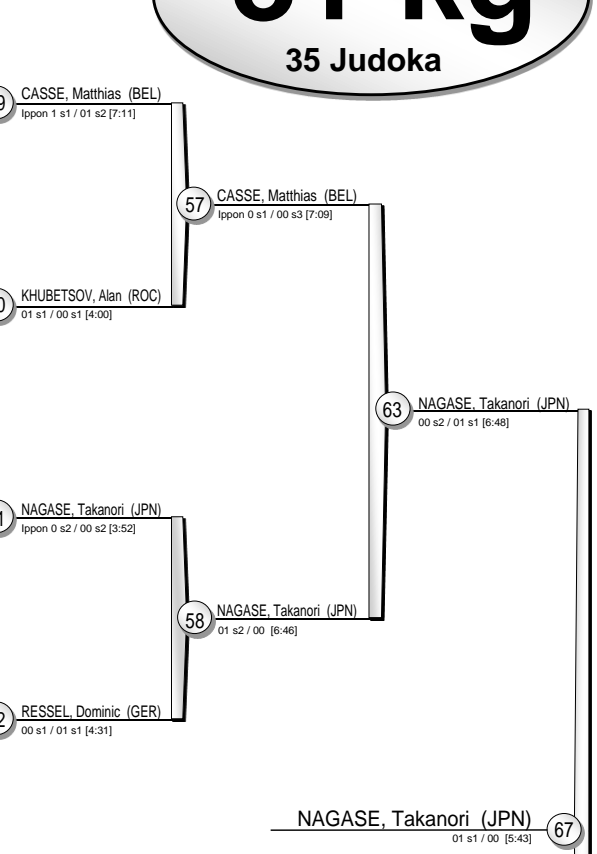 35 Judoka
CASSE, Matthias (BEL)
Ippon 1 s1 / 01 s2 [7:11]
57 CASSE, Matthias (BEL)
Ippon 0 s1 / 00 s3 [7:09]
KHUBETSOV, Alan (ROC)
01 s1 / 00 s1 [4:00]
63 NAGASE, Takanori (JPN)
00 s2 / 01 s1 [6:48]
NAGASE, Takanori (JPN)
Ippon 0 s2 / 00 s2 [3:52]
58 NAGASE, Takanori (JPN)
01 s2 / 00 [6:46]
RESSEL, Dominic (GER)
00 s1 / 01 s1 [4:31]
NAGASE, Takanori (JPN) 67
01 s1 / 00 [5:43]